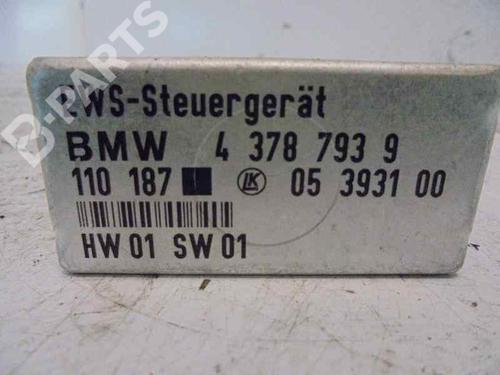 B-PARTS
EWS-Steuergerät
BMW 4 378 793 9
110 187 LK 05 3931 00
HW 01 SW 01